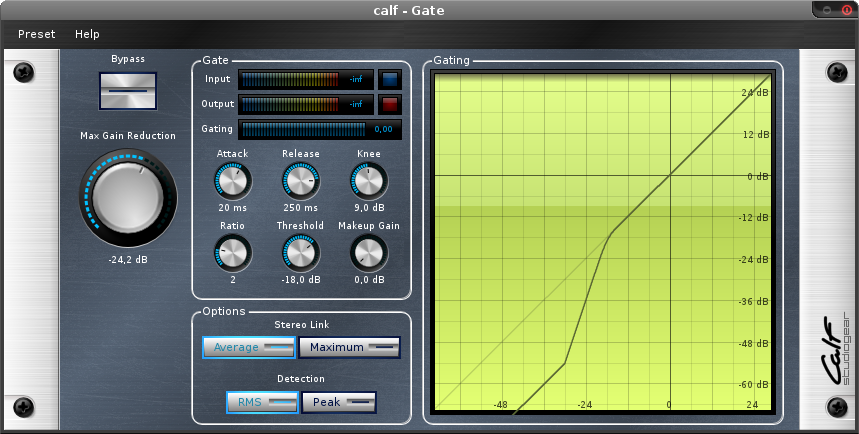 calf - Gate
Preset Help
Bypass
Max Gain Reduction
-24,2 dB
Gate
Input -inf
Output -inf
Gating 0,00
Attack Release Knee
20 ms 250 ms 9,0 dB
Ratio Threshold Makeup Gain
2 -18,0 dB 0,0 dB
Options
Stereo Link
Average Maximum
Detection
RMS Peak
Gating
24 dB
12 dB
0 dB
-12 dB
-24 dB
-36 dB
-48 dB
-60 dB
-48 -24 0 24
Calf
studiogear